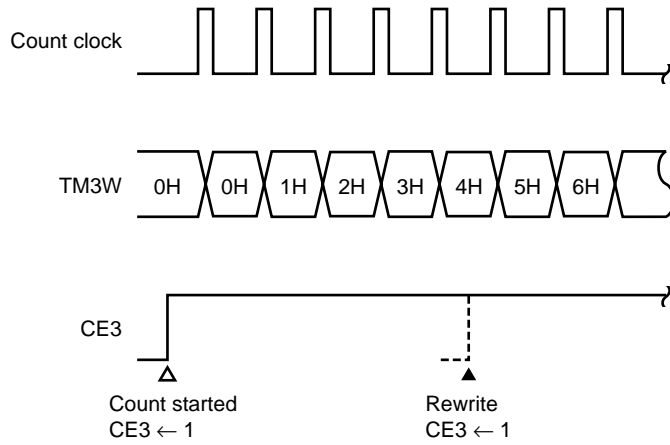 Count clock
TM3W
0H
0H
1H
2H
3H
4H
5H
6H
CE3
Count started
CE3 ← 1
Rewrite
CE3 ← 1